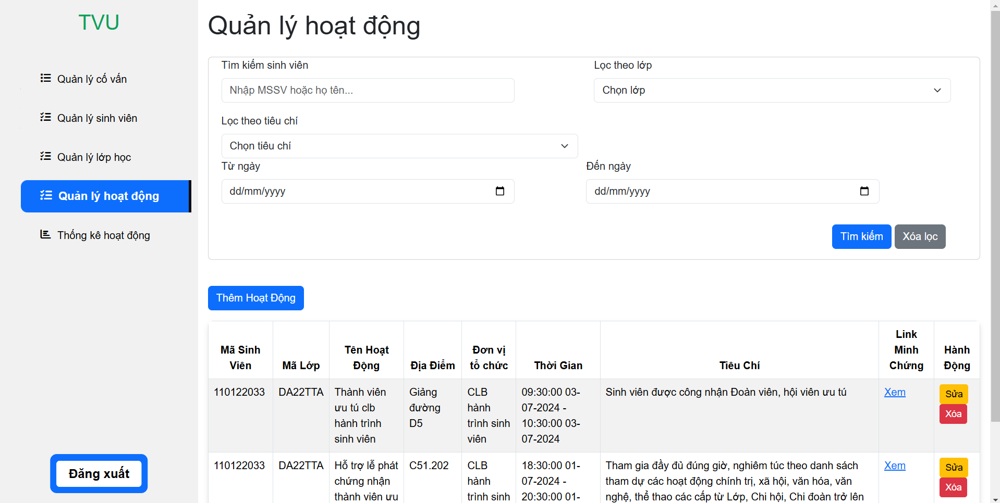 TVU
Quản lý cố vấn
Quản lý sinh viên
Quản lý lớp học
Quản lý hoạt động
Thống kê hoạt động
Đăng xuất
Quản lý hoạt động
Tìm kiếm sinh viên
Lọc theo lớp
Nhập MSSV hoặc họ tên...
Chọn lớp
Lọc theo tiêu chí
Chọn tiêu chí
Từ ngày
Đến ngày
dd/mm/yyyy
dd/mm/yyyy
Tìm kiếm
Xóa lọc
Thêm Hoạt Động
Mã Sinh
Viên
Mã Lớp
Tên Hoạt
Động
Địa Điểm
Đơn vị
tổ chức
Thời Gian
Tiêu Chí
Link
Minh
Chứng
Hành
Động
110122033
DA22TTA
Thành viên
ưu tú clb
hành trình
sinh viên
Giảng
đường
D5
CLB
hành
trình sinh
viên
09:30:00 03-
07-2024 -
10:30:00 03-
07-2024
Sinh viên được công nhận Đoàn viên, hội viên ưu tú
Xem
Sửa
Xóa
110122033
DA22TTA
Hỗ trợ lễ phát
chứng nhận
thành viên ưu
C51.202
CLB
hành
trình sinh
18:30:00 01-
07-2024 -
20:30:00 01-
Tham gia đầy đủ đúng giờ, nghiêm túc theo danh sách
tham dự các hoạt động chính trị, xã hội, văn hóa, văn
nghệ, thể thao các cấp từ Lớp, Chi hội, Chi đoàn trở lên
Xem
Sửa
Xóa